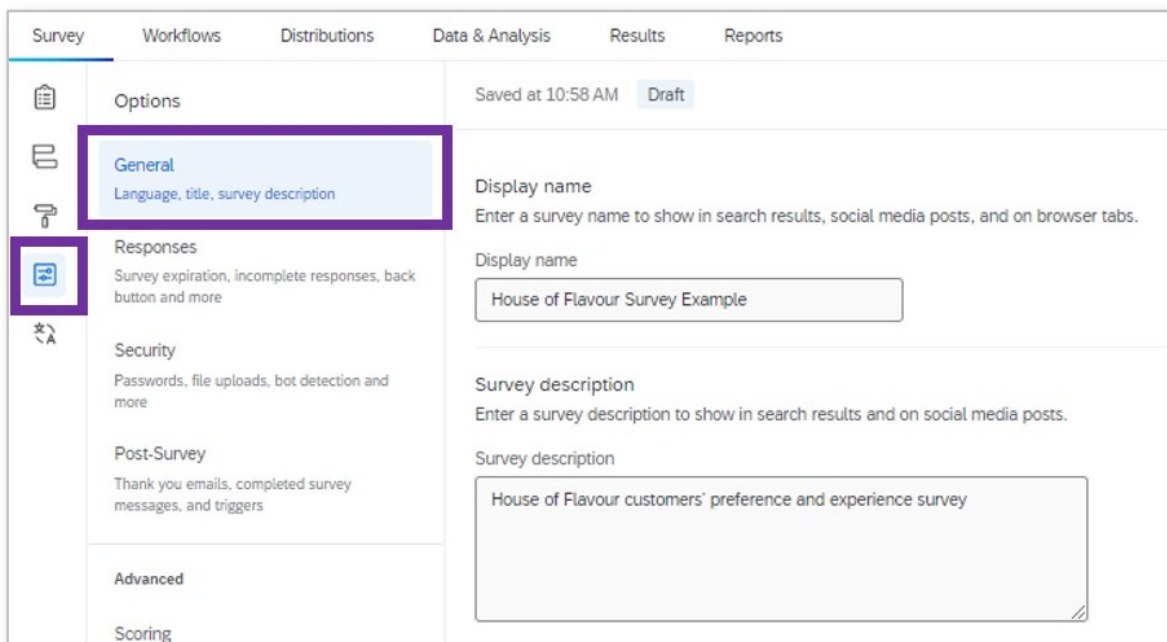 Survey Workflows Distributions Data & Analysis Results Reports
Options
General
Language, title, survey description
Responses
Survey expiration, incomplete responses, back
button and more
Security
Passwords, file uploads, bot detection and
more
Post-Survey
Thank you emails, completed survey
messages, and triggers
Advanced
Scoring
Saved at 10:58 AM Draft
Display name
Enter a survey name to show in search results, social media posts, and on browser tabs.
Display name
House of Flavour Survey Example
Survey description
Enter a survey description to show in search results and on social media posts.
Survey description
House of Flavour customers' preference and experience survey